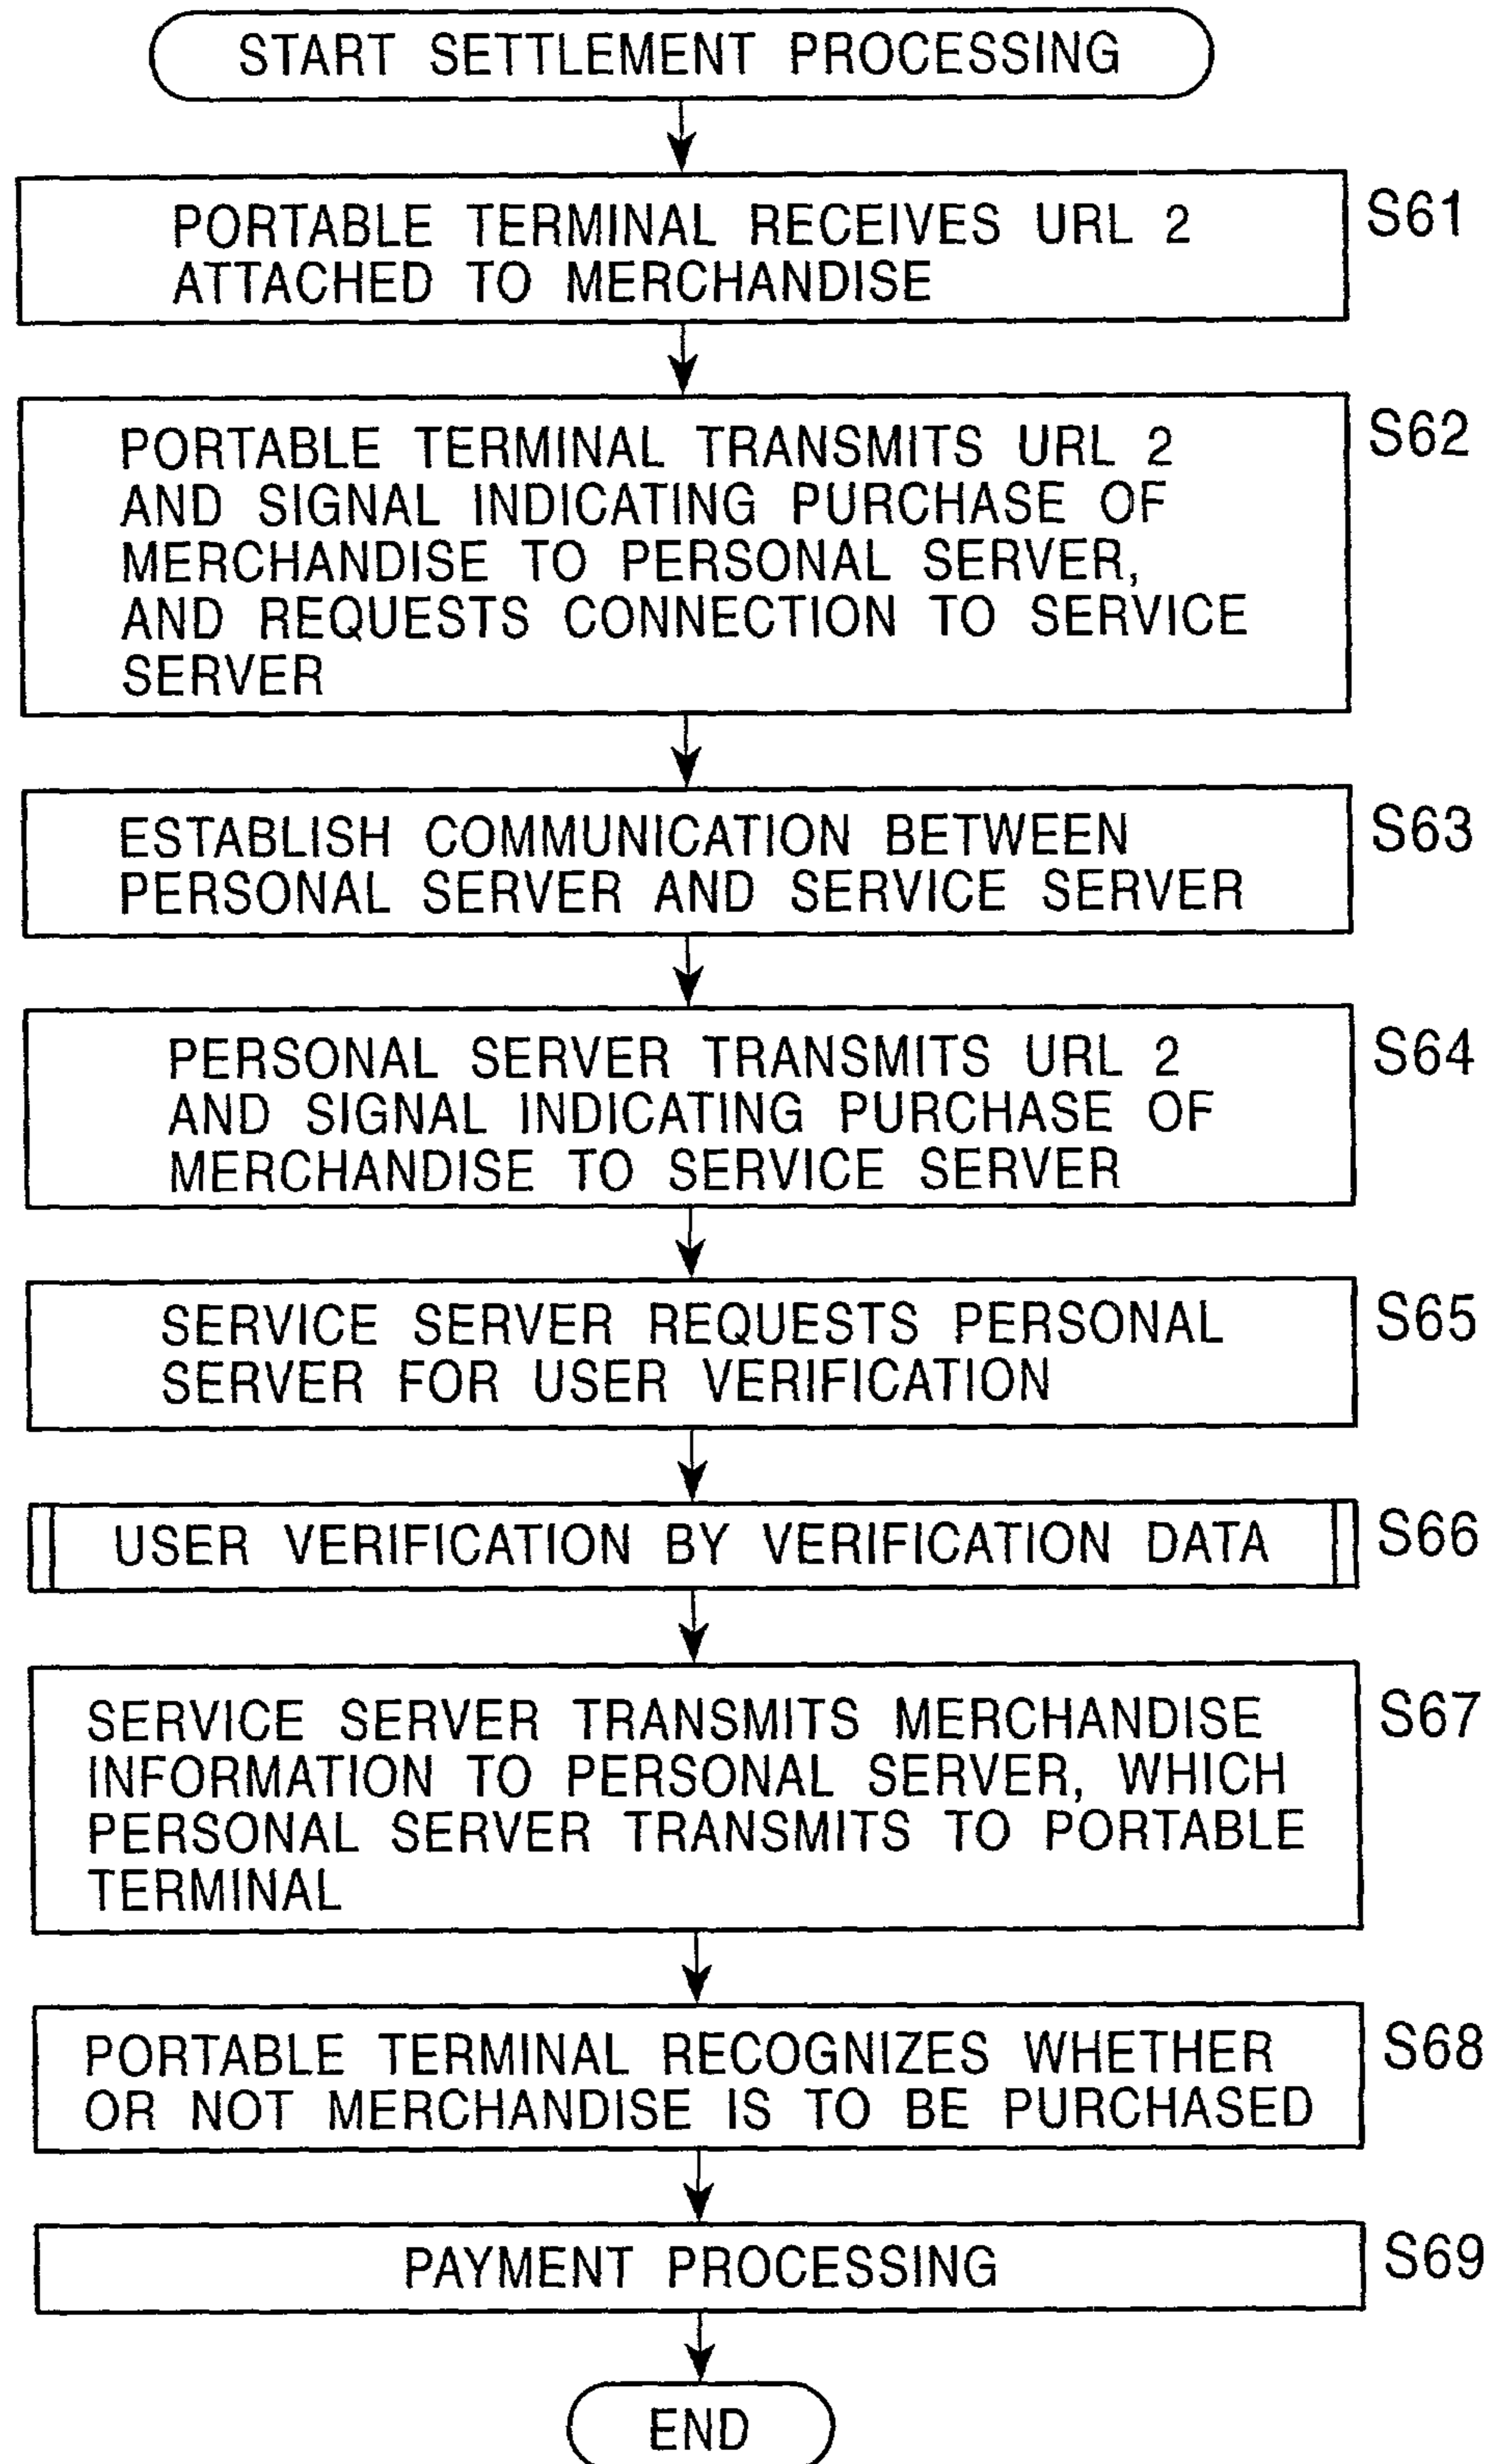 START SETTLEMENT PROCESSING
PORTABLE TERMINAL RECEIVES URL 2
ATTACHED TO MERCHANDISE
S61
PORTABLE TERMINAL TRANSMITS URL 2
AND SIGNAL INDICATING PURCHASE OF
MERCHANDISE TO PERSONAL SERVER,
AND REQUESTS CONNECTION TO SERVICE
SERVER
S62
ESTABLISH COMMUNICATION BETWEEN
PERSONAL SERVER AND SERVICE SERVER
S63
PERSONAL SERVER TRANSMITS URL 2
AND SIGNAL INDICATING PURCHASE OF
MERCHANDISE TO SERVICE SERVER
S64
SERVICE SERVER REQUESTS PERSONAL
SERVER FOR USER VERIFICATION
S65
USER VERIFICATION BY VERIFICATION DATA
S66
SERVICE SERVER TRANSMITS MERCHANDISE
INFORMATION TO PERSONAL SERVER, WHICH
PERSONAL SERVER TRANSMITS TO PORTABLE
TERMINAL
S67
PORTABLE TERMINAL RECOGNIZES WHETHER
OR NOT MERCHANDISE IS TO BE PURCHASED
S68
PAYMENT PROCESSING
S69
END